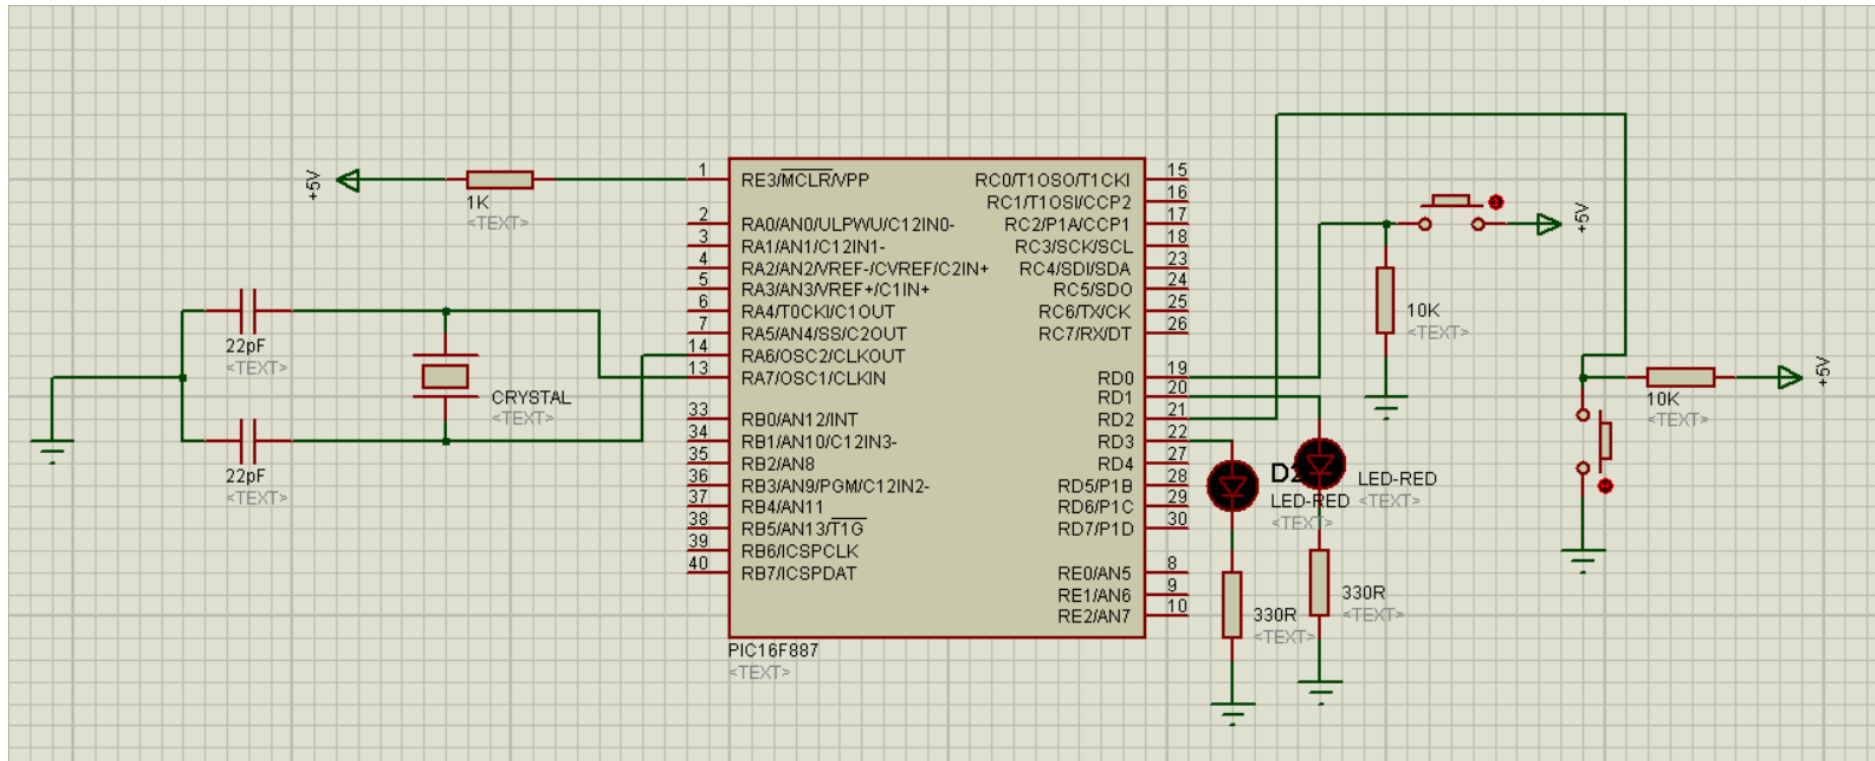 +5V
1K
<TEXT>
22pF
<TEXT>
22pF
<TEXT>
CRYSTAL
<TEXT>
1 RE3/MCLR/VPP
2 RA0/AN0/ULPWU/C12IN0-
3 RA1/AN1/C12IN1-
4 RA2/AN2/VREF-/CVREF/C2IN+
5 RA3/AN3/VREF+/C1IN+
6 RA4/T0CKI/C1OUT
7 RA5/AN4/SS/C2OUT
14 RA6/OSC2/CLKOUT
13 RA7/OSC1/CLKIN
33 RB0/AN12/INT
34 RB1/AN10/C12IN3-
35 RB2/AN8
36 RB3/AN9/PGM/C12IN2-
37 RB4/AN11
38 RB5/AN13/T1G
39 RB6/ICSPCLK
40 RB7/ICSPDAT
RC0/T1OSO/T1CKI 15
RC1/T1OSI/CCP2 16
RC2/P1A/CCP1 17
RC3/SCK/SCL 18
RC4/SDI/SDA 23
RC5/SDO 24
RC6/TX/CK 25
RC7/RX/DT 26
RD0 19
RD1 20
RD2 21
RD3 22
RD4 27
RD5/P1B 28
RD6/P1C 29
RD7/P1D 30
RE0/AN5 8
RE1/AN6 9
RE2/AN7 10
PIC16F887
<TEXT>
D2
LED-RED
<TEXT>
330R
<TEXT>
LED-RED
<TEXT>
330R
<TEXT>
+5V
10K
<TEXT>
+5V
10K
<TEXT>